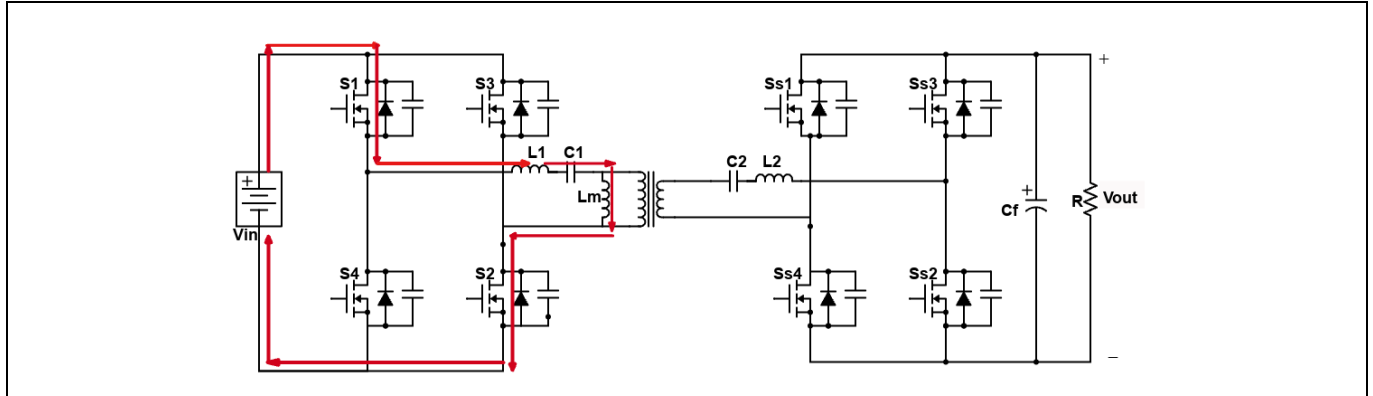 S1 S3 Ss1 Ss3 +
L1 C1 C2 L2
+ Lm + R Vout
Cf
Vin
S4 S2 Ss4 Ss2
−